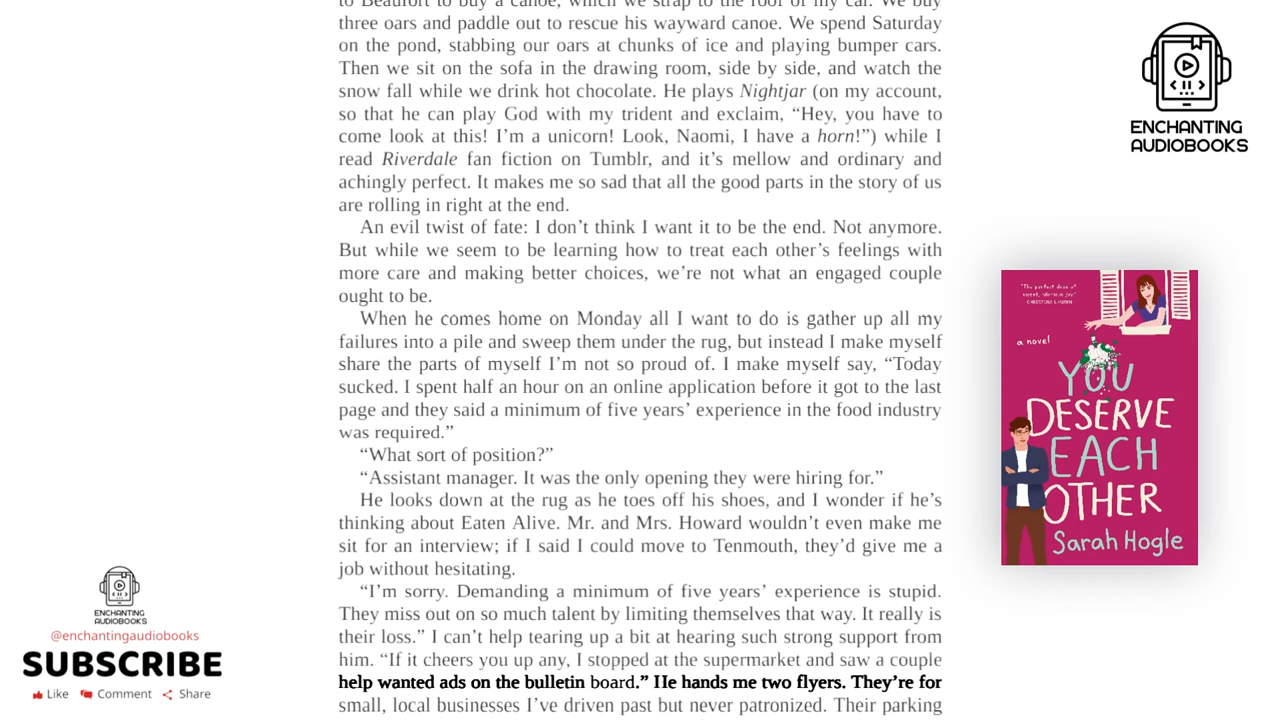 to Beaufort to buy a canoe, which we strap to the roof of my car. We buy
three oars and paddle out to rescue his wayward canoe. We spend Saturday
on the pond, stabbing our oars at chunks of ice and playing bumper cars.
Then we sit on the sofa in the drawing room, side by side, and watch the
snow fall while we drink hot chocolate. He plays Nightjar (on my account,
so that he can play God with my trident and exclaim, “Hey, you have to
come look at this! I’m a unicorn! Look, Naomi, I have a horn!”) while I
read Riverdale fan fiction on Tumblr, and it’s mellow and ordinary and
achingly perfect. It makes me so sad that all the good parts in the story of us
are rolling in right at the end.
An evil twist of fate: I don’t think I want it to be the end. Not anymore.
But while we seem to be learning how to treat each other’s feelings with
more care and making better choices, we’re not what an engaged couple
ought to be.
When he comes home on Monday all I want to do is gather up all my
failures into a pile and sweep them under the rug, but instead I make myself
share the parts of myself I’m not so proud of. I make myself say, “Today
sucked. I spent half an hour on an online application before it got to the last
page and they said a minimum of five years’ experience in the food industry
was required.”
“What sort of position?”
“Assistant manager. It was the only opening they were hiring for.”
He looks down at the rug as he toes off his shoes, and I wonder if he’s
thinking about Eaten Alive. Mr. and Mrs. Howard wouldn’t even make me
sit for an interview; if I said I could move to Tenmouth, they’d give me a
job without hesitating.
“I’m sorry. Demanding a minimum of five years’ experience is stupid.
They miss out on so much talent by limiting themselves that way. It really is
their loss.” I can’t help tearing up a bit at hearing such strong support from
him. “If it cheers you up any, I stopped at the supermarket and saw a couple
help wanted ads on the bulletin board.” He hands me two flyers. They’re for
small, local businesses I’ve driven past but never patronized. Their parking
ENCHANTING
AUDIOBOOKS
a novel
YOU
DESERVE
EACH
OTHER
Sarah Hogle
ENCHANTING
AUDIOBOOKS
@enchantingaudiobooks
SUBSCRIBE
Like Comment Share